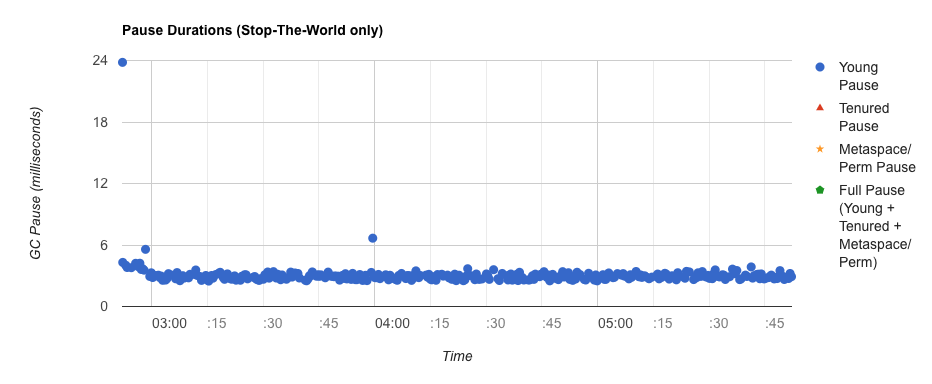 Pause Durations (Stop-The-World only)
GC Pause (milliseconds)
24
18
12
6
0
03:00 :15 :30 :45 04:00 :15 :30 :45 05:00 :15 :30 :45
Time
Young
Pause
Tenured
Pause
Metaspace/
Perm Pause
Full Pause
(Young +
Tenured +
Metaspace/
Perm)